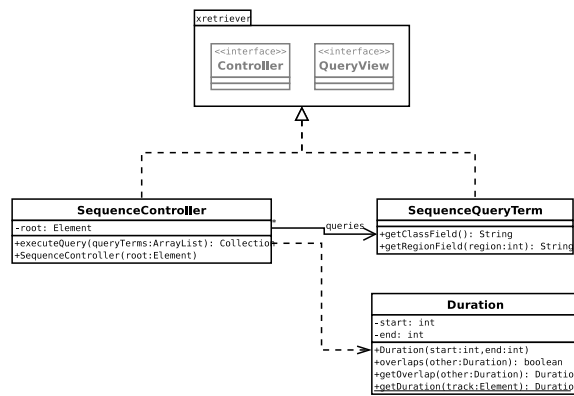 xretriever
<<interface>>
Controller
<<interface>>
QueryView
SequenceController
-root: Element
+executeQuery(queryTerms:ArrayList): Collection
+SequenceController(root:Element)
*
queries
SequenceQueryTerm
+getClassField(): String
+getRegionField(region:int): String
Duration
-start: int
-end: int
+Duration(start:int,end:int)
+overlaps(other:Duration): boolean
+getOverlap(other:Duration): Duratio
+getDuration(track:Element): Duratio